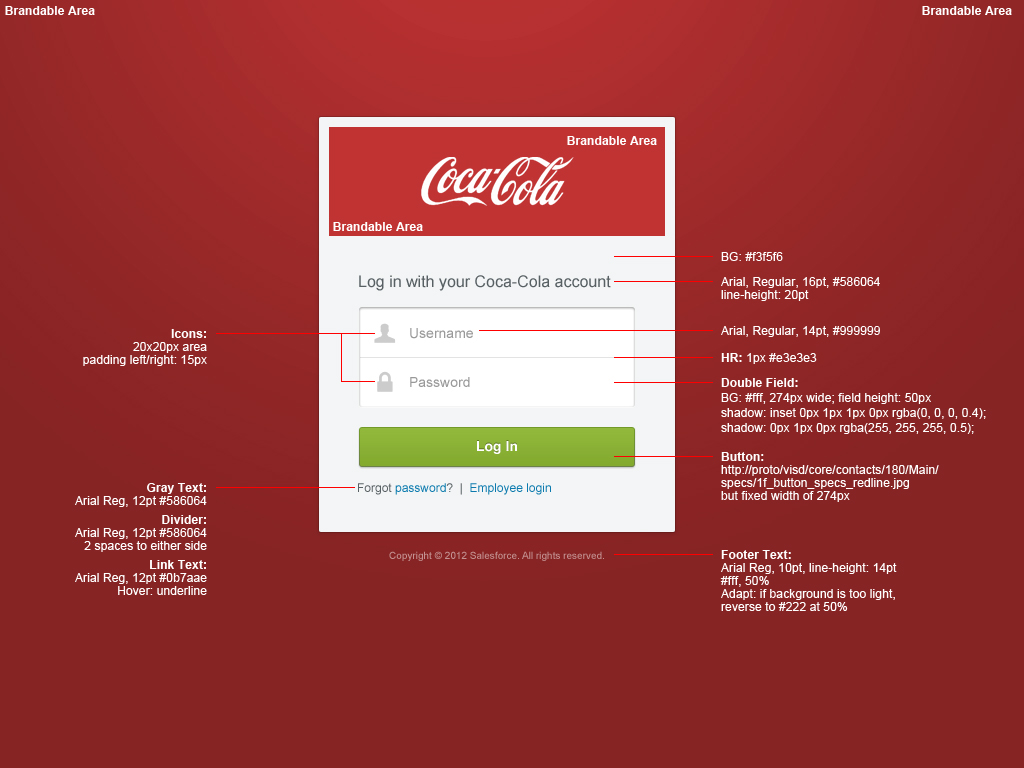 Brandable Area
Brandable Area
Brandable Area
Coca-Cola
Brandable Area
Log in with your Coca-Cola account
Username
Password
Log In
Forgot password? | Employee login
Copyright © 2012 Salesforce. All rights reserved.
Icons:
20x20px area
padding left/right: 15px
Gray Text:
Arial Reg, 12pt #586064
Divider:
Arial Reg, 12pt #586064
2 spaces to either side
Link Text:
Arial Reg, 12pt #0b7aae
Hover: underline
BG: #f3f5f6
Arial, Regular, 16pt, #586064
line-height: 20pt
Arial, Regular, 14pt, #999999
HR: 1px #e3e3e3
Double Field:
BG: #fff, 274px wide; field height: 50px
shadow: inset 0px 1px 1px 0px rgba(0, 0, 0, 0.4);
shadow: 0px 1px 0px rgba(255, 255, 255, 0.5);
Button:
http://proto/visd/core/contacts/180/Main/
specs/1f_button_specs_redline.jpg
but fixed width of 274px
Footer Text:
Arial Reg, 10pt, line-height: 14pt
#fff, 50%
Adapt: if background is too light,
reverse to #222 at 50%